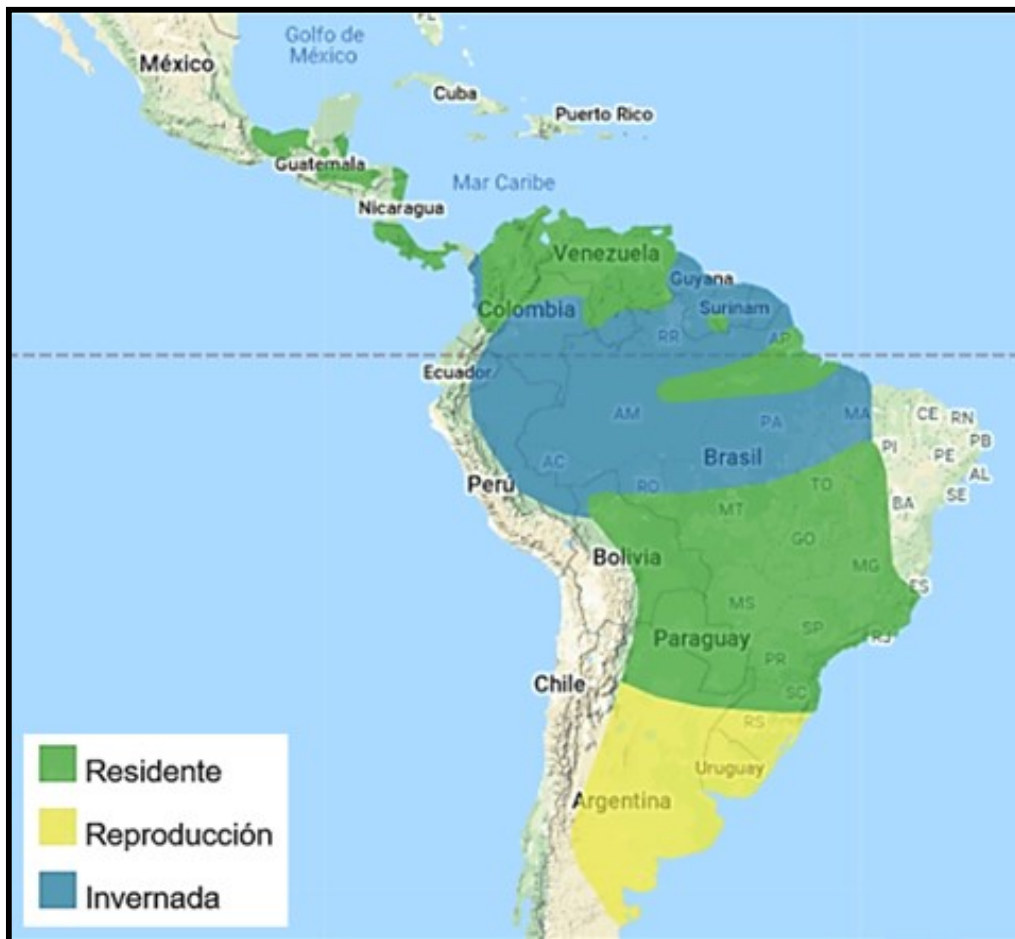 FL
Golfo de
México
México
Cuba
Puerto Rico
Guatemala
Mar Caribe
Nicaragua
Venezuela
Guyana
Colombia
Surinam
RR
AP
Ecuador
AM
PA
MA
CE
RN
PB
PI
PE
AL
SE
BA
AC
Brasil
Perú
RO
TO
MT
GO
Bolivia
MG
ES
MS
SP
RJ
Paraguay
PR
Chile
SC
RS
Uruguay
Argentina
Residente
Reproducción
Invernada